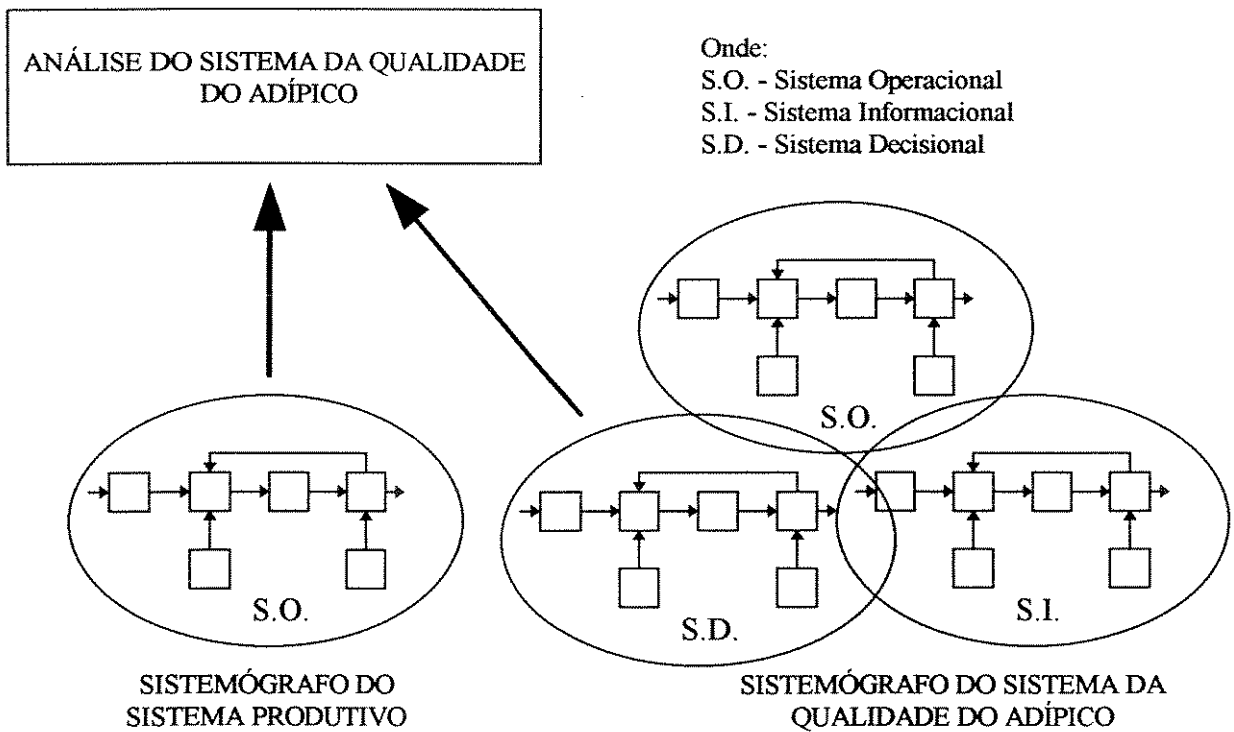 ANÁLISE DO SISTEMA DA QUALIDADE
DO ADÍPICO
Onde:
S.O. - Sistema Operacional
S.I. - Sistema Informacional
S.D. - Sistema Decisional
S.O.
S.O.
S.D.
S.I.
SISTEMÓGRAFO DO
SISTEMA PRODUTIVO
SISTEMÓGRAFO DO SISTEMA DA
QUALIDADE DO ADÍPICO